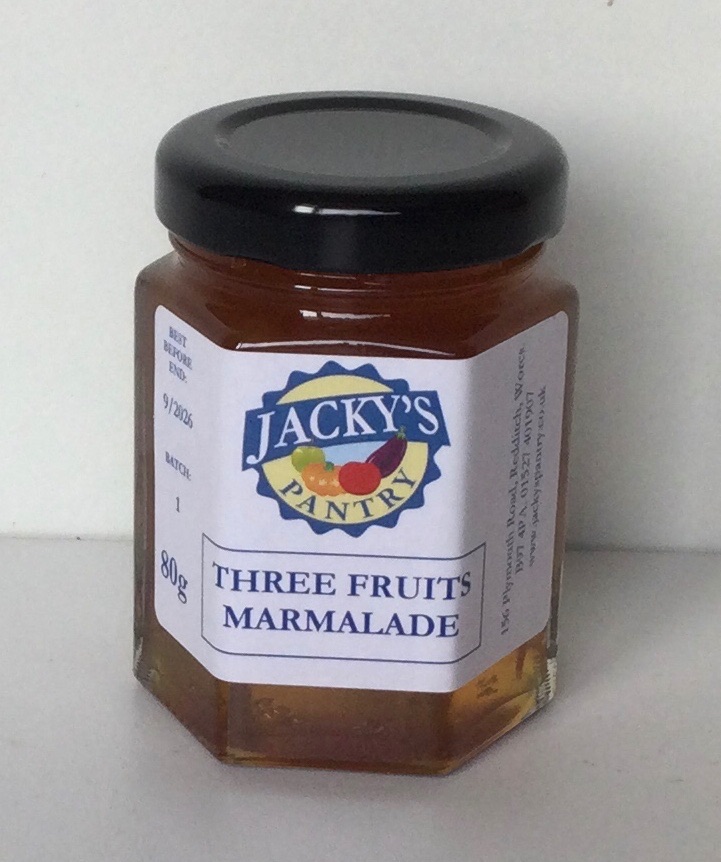 BEST
BEFORE
END:
9/2026
BATCH:
1
80g
JACKY'S
PANTRY
THREE FRUITS
MARMALADE
156 Plymouth Road, Redditch, Worcs
B97 4PA 01527 401907
www.jackyspantry.co.uk